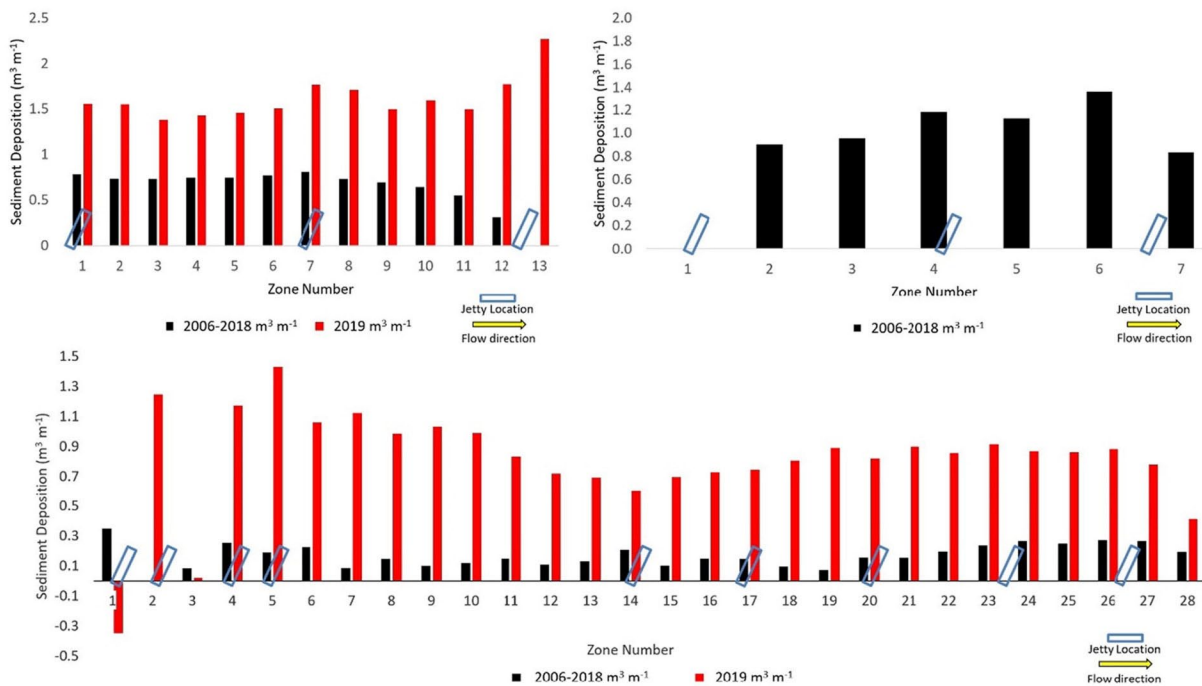 Sediment Deposition (m³ m⁻¹)
2.5
2
1.5
1
0.5
0
1 2 3 4 5 6 7 8 9 10 11 12 13
Zone Number
Jetty Location
Flow direction
2006-2018 m³ m⁻¹ 2019 m³ m⁻¹
Sediment Deposition (m³ m⁻¹)
2.0
1.8
1.6
1.4
1.2
1.0
0.8
0.6
0.4
0.2
0.0
1 2 3 4 5 6 7
Zone Number
Jetty Location
Flow direction
2006-2018 m³ m⁻¹
Sediment Deposition (m³ m⁻¹)
1.5
1.3
1.1
0.9
0.7
0.5
0.3
0.1
-0.1
-0.3
-0.5
1 2 3 4 5 6 7 8 9 10 11 12 13 14 15 16 17 18 19 20 21 22 23 24 25 26 27 28
Zone Number
Jetty Location
Flow direction
2006-2018 m³ m⁻¹ 2019 m³ m⁻¹